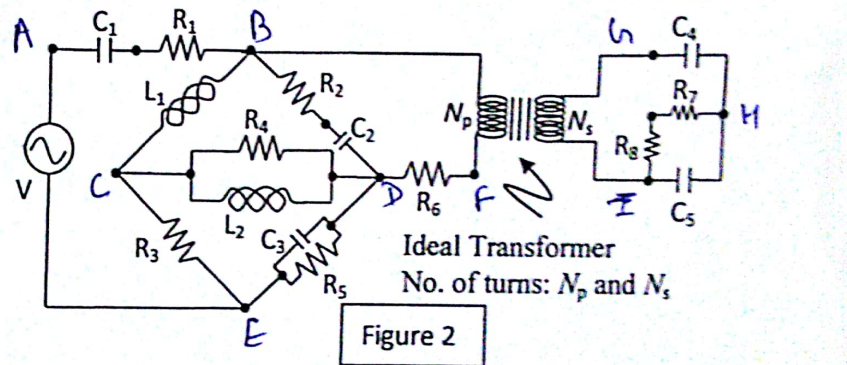 A
C1
R1
B
G
C4
L1
R2
R4
C2
Np
Ns
R7
H
R8
V
C
L2
D
R6
F
I
C5
R3
C3
R5
Ideal Transformer
No. of turns: Np and Ns
E
Figure 2